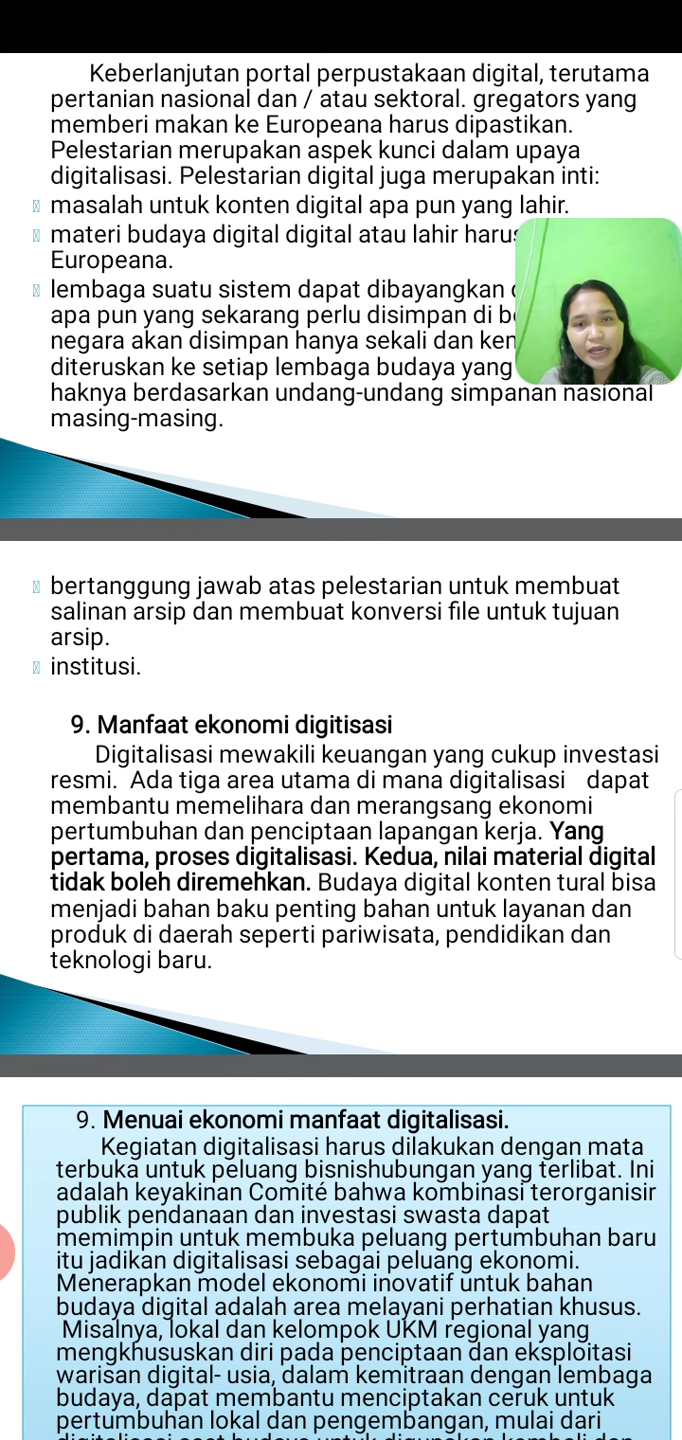 Keberlanjutan portal perpustakaan digital, terutama
pertanian nasional dan / atau sektoral. gregators yang
memberi makan ke Europeana harus dipastikan.
Pelestarian merupakan aspek kunci dalam upaya
digitalisasi. Pelestarian digital juga merupakan inti:
masalah untuk konten digital apa pun yang lahir.
materi budaya digital digital atau lahir harus
Europeana.
lembaga suatu sistem dapat dibayangkan
apa pun yang sekarang perlu disimpan di
negara akan disimpan hanya sekali dan
diteruskan ke setiap lembaga budaya yang
haknya berdasarkan undang-undang simpanan nasional
masing-masing.
bertanggung jawab atas pelestarian untuk membuat
salinan arsip dan membuat konversi file untuk tujuan
arsip.
institusi.
9. Manfaat ekonomi digitisasi
Digitalisasi mewakili keuangan yang cukup investasi
resmi. Ada tiga area utama di mana digitalisasi dapat
membantu memelihara dan merangsang ekonomi
pertumbuhan dan penciptaan lapangan kerja. Yang
pertama, proses digitalisasi. Kedua, nilai material digital
tidak boleh diremehkan. Budaya digital konten tural bisa
menjadi bahan baku penting bahan untuk layanan dan
produk di daerah seperti pariwisata, pendidikan dan
teknologi baru.
9. Menuai ekonomi manfaat digitalisasi.
Kegiatan digitalisasi harus dilakukan dengan mata
terbuka untuk peluang bisnishubungan yang terlibat. Ini
adalah keyakinan Comité bahwa kombinasi terorganisir
publik pendanaan dan investasi swasta dapat
memimpin untuk membuka peluang pertumbuhan baru
itu jadikan digitalisasi sebagai peluang ekonomi.
Menerapkan model ekonomi inovatif untuk bahan
budaya digital adalah area melayani perhatian khusus.
Misalnya, lokal dan kelompok UKM regional yang
mengkhususkan diri pada penciptaan dan eksploitasi
warisan digital- usia, dalam kemitraan dengan lembaga
budaya, dapat membantu menciptakan ceruk untuk
pertumbuhan lokal dan pengembangan, mulai dari